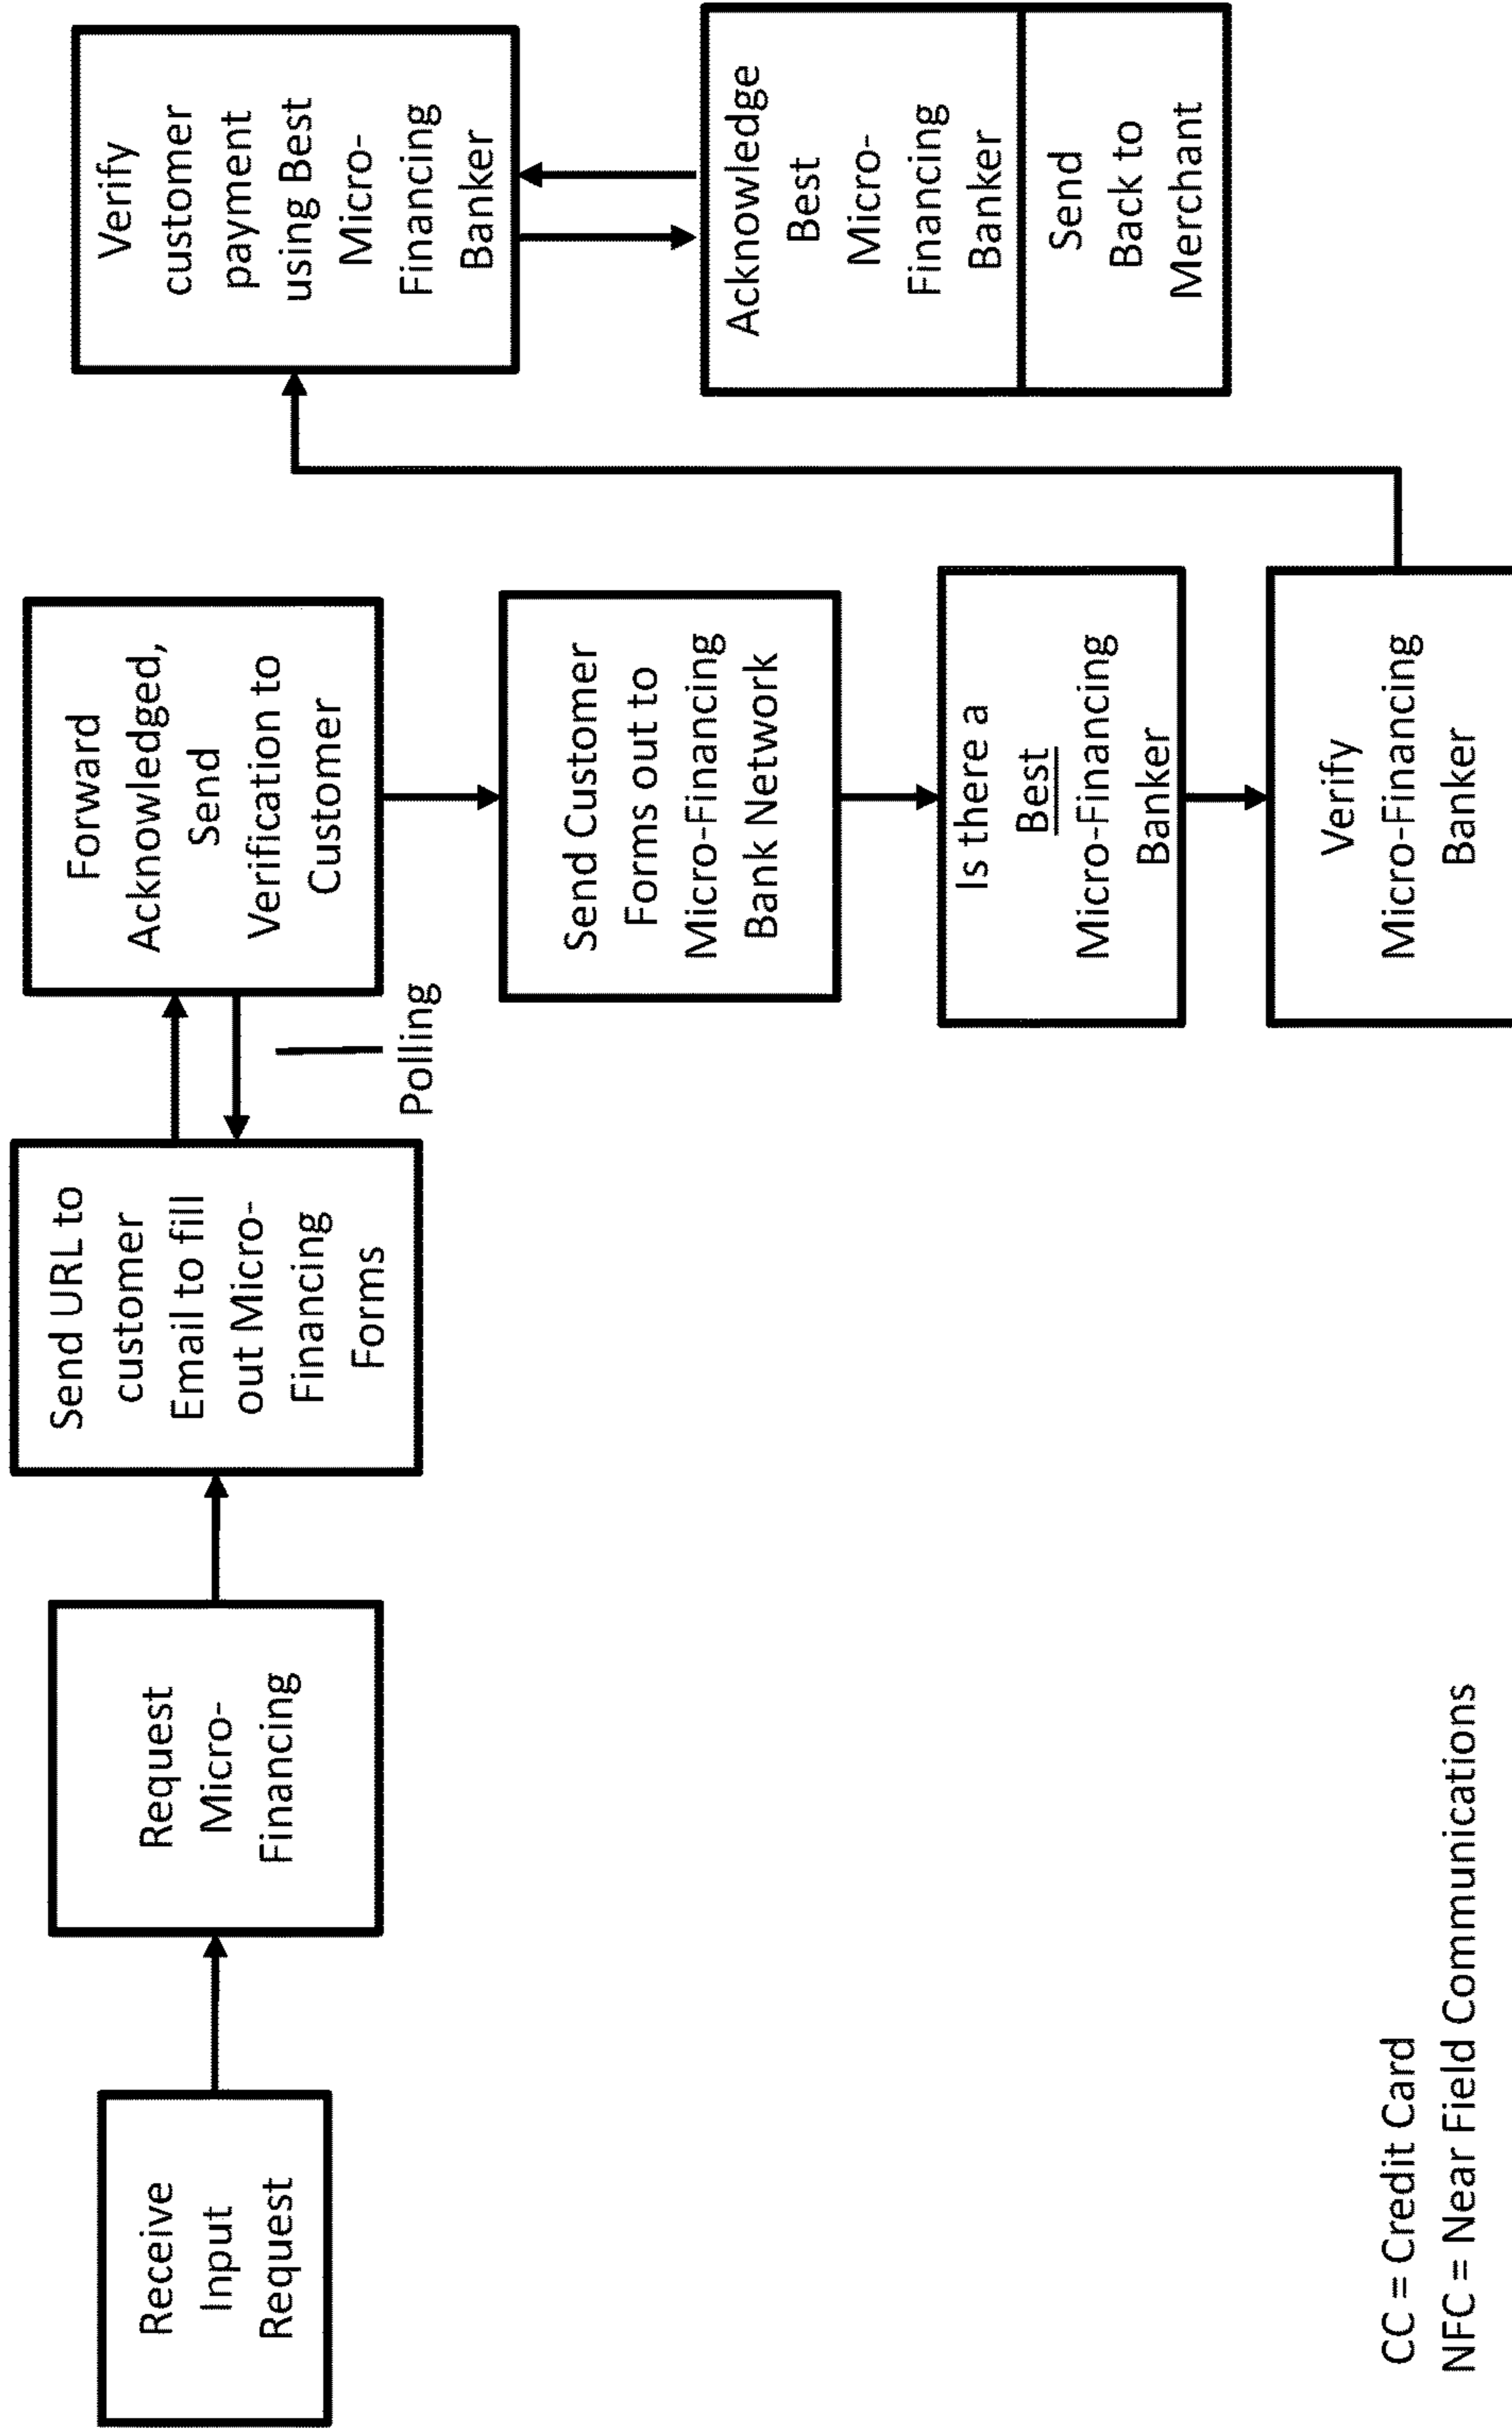 Receive
Input
Request
Request
Micro-
Financing
Send URL to
customer
Email to fill
out Micro-
Financing
Forms
Polling
Forward
Acknowledged,
Send
Verification to
Customer
Send Customer
Forms out to
Micro-Financing
Bank Network
Is there a
Best
Micro-Financing
Banker
Verify
Micro-Financing
Banker
Verify
customer
payment
using Best
Micro-
Financing
Banker
Acknowledge
Best
Micro-
Financing
Banker
Send
Back to
Merchant
CC = Credit Card
NFC = Near Field Communications